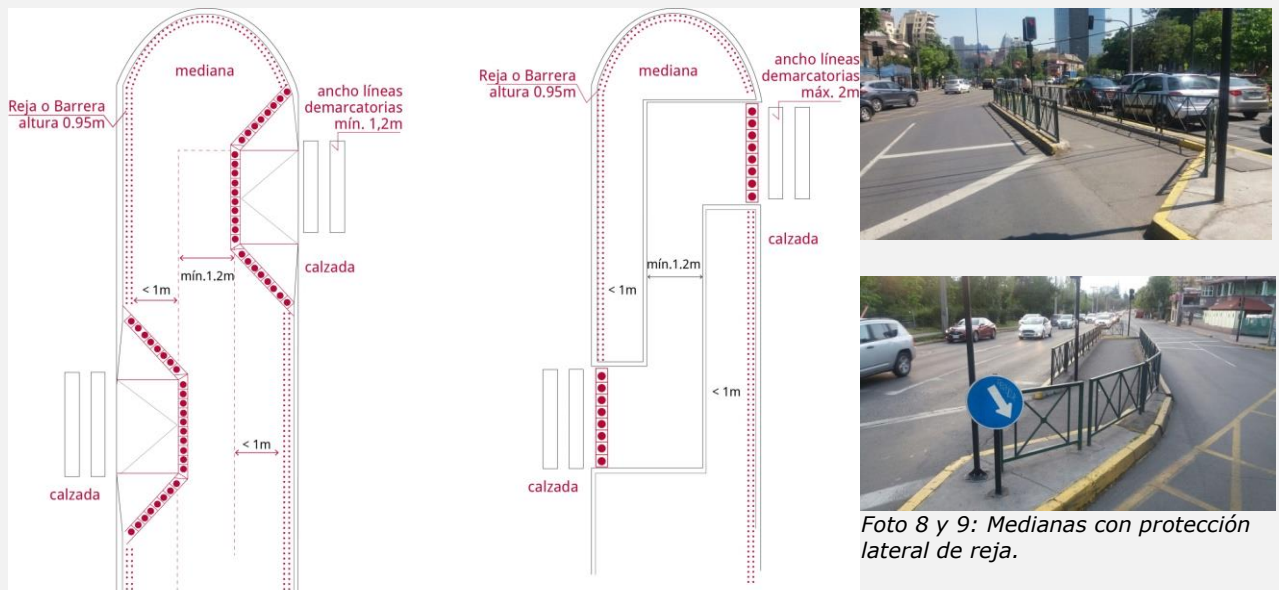 mediana
Reja o Barrera
altura 0.95m
ancho líneas
demarcatorias
mín. 1,2m
calzada
mín.1.2m
< 1m
< 1m
calzada
mediana
Reja o Barrera
altura 0.95m
ancho líneas
demarcatorias
máx. 2m
calzada
mín.1.2m
< 1m
< 1m
calzada
Foto 8 y 9: Medianas con protección
lateral de reja.